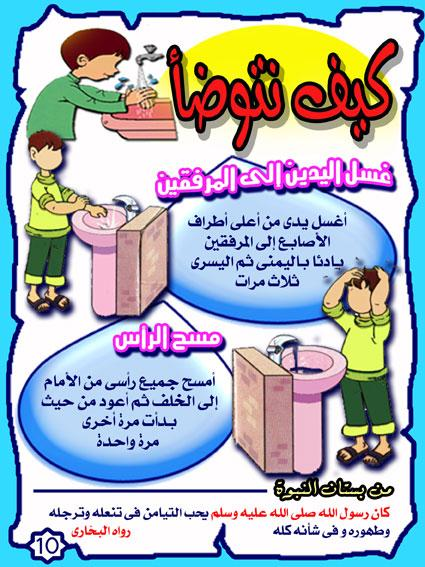 كيف نتوضأ
غسل اليدين إلى المرفقين
أغسل يدى من أعلى أطراف
الأصابع إلى المرفقين
بادئا باليمنى ثم اليسرى
ثلاث مرات
مسح الراس
أمسح جميع رأسى من الأمام
إلى الخلف ثم أعود من حيث
بدأت مرة أخرى
مرة واحدة
من بستان النبوة
كان رسول الله صلى الله عليه وسلم يحب التيامن فى تنعله وترجله
وطهوره و فى شأنه كله رواه البخارى
10